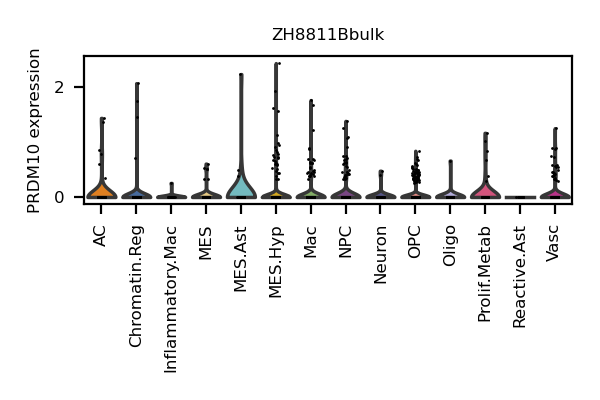 ZH8811Bbulk
PRDM10 expression
2
0
AC
Chromatin.Reg
Inflammatory.Mac
MES
MES.Ast
MES.Hyp
Mac
NPC
Neuron
OPC
Oligo
Prolif.Metab
Reactive.Ast
Vasc